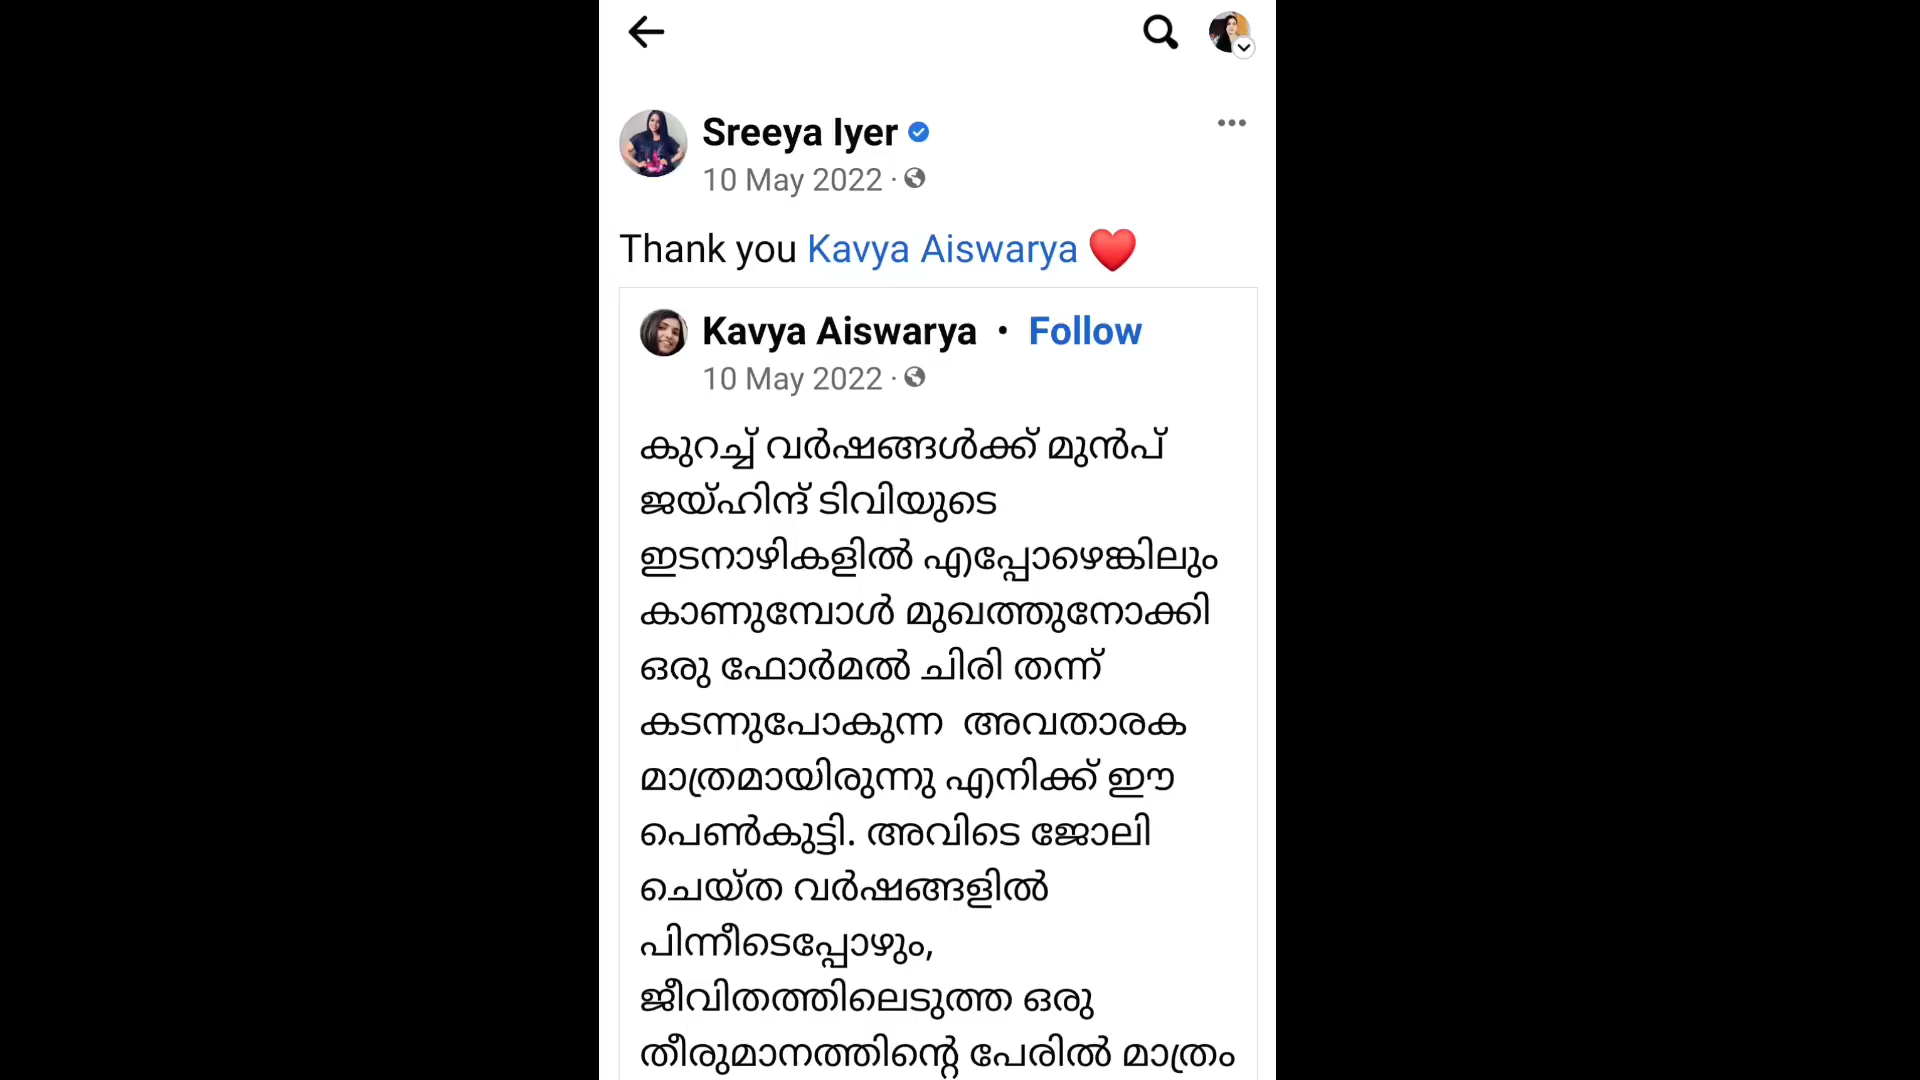 Sreeya Iyer
10 May 2022 ·
Thank you Kavya Aiswarya ❤️
Kavya Aiswarya • Follow
10 May 2022 ·
കുറച്ച് വർഷങ്ങൾക്ക് മുൻപ്
ജയ്ഹിന്ദ് ടിവിയുടെ
ഇടനാഴികളിൽ എപ്പോഴെങ്കിലും
കാണുമ്പോൾ മുഖത്തുനോക്കി
ഒരു ഫോർമൽ ചിരി തന്ന്
കടന്നുപോകുന്ന അവതാരക
മാത്രമായിരുന്നു എനിക്ക് ഈ
പെൺകുട്ടി. അവിടെ ജോലി
ചെയ്ത വർഷങ്ങളിൽ
പിന്നീടെപ്പോഴും,
ജീവിതത്തിലെടുത്ത ഒരു
തീരുമാനത്തിന്റെ പേരിൽ മാത്രം